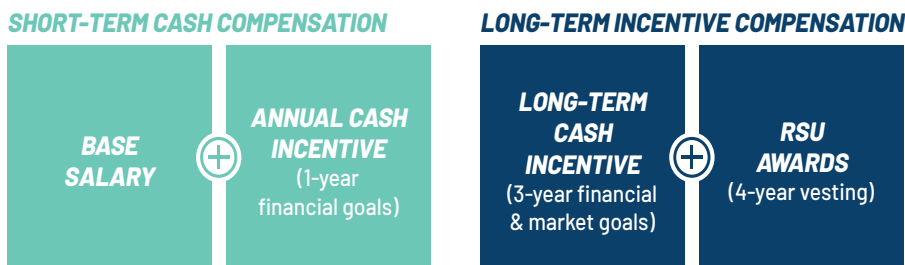 SHORT-TERM CASH COMPENSATION
BASE
SALARY
ANNUAL CASH
INCENTIVE
(1-year
financial goals)
LONG-TERM INCENTIVE COMPENSATION
LONG-TERM
CASH
INCENTIVE
(3-year financial
& market goals)
RSU
AWARDS
(4-year vesting)